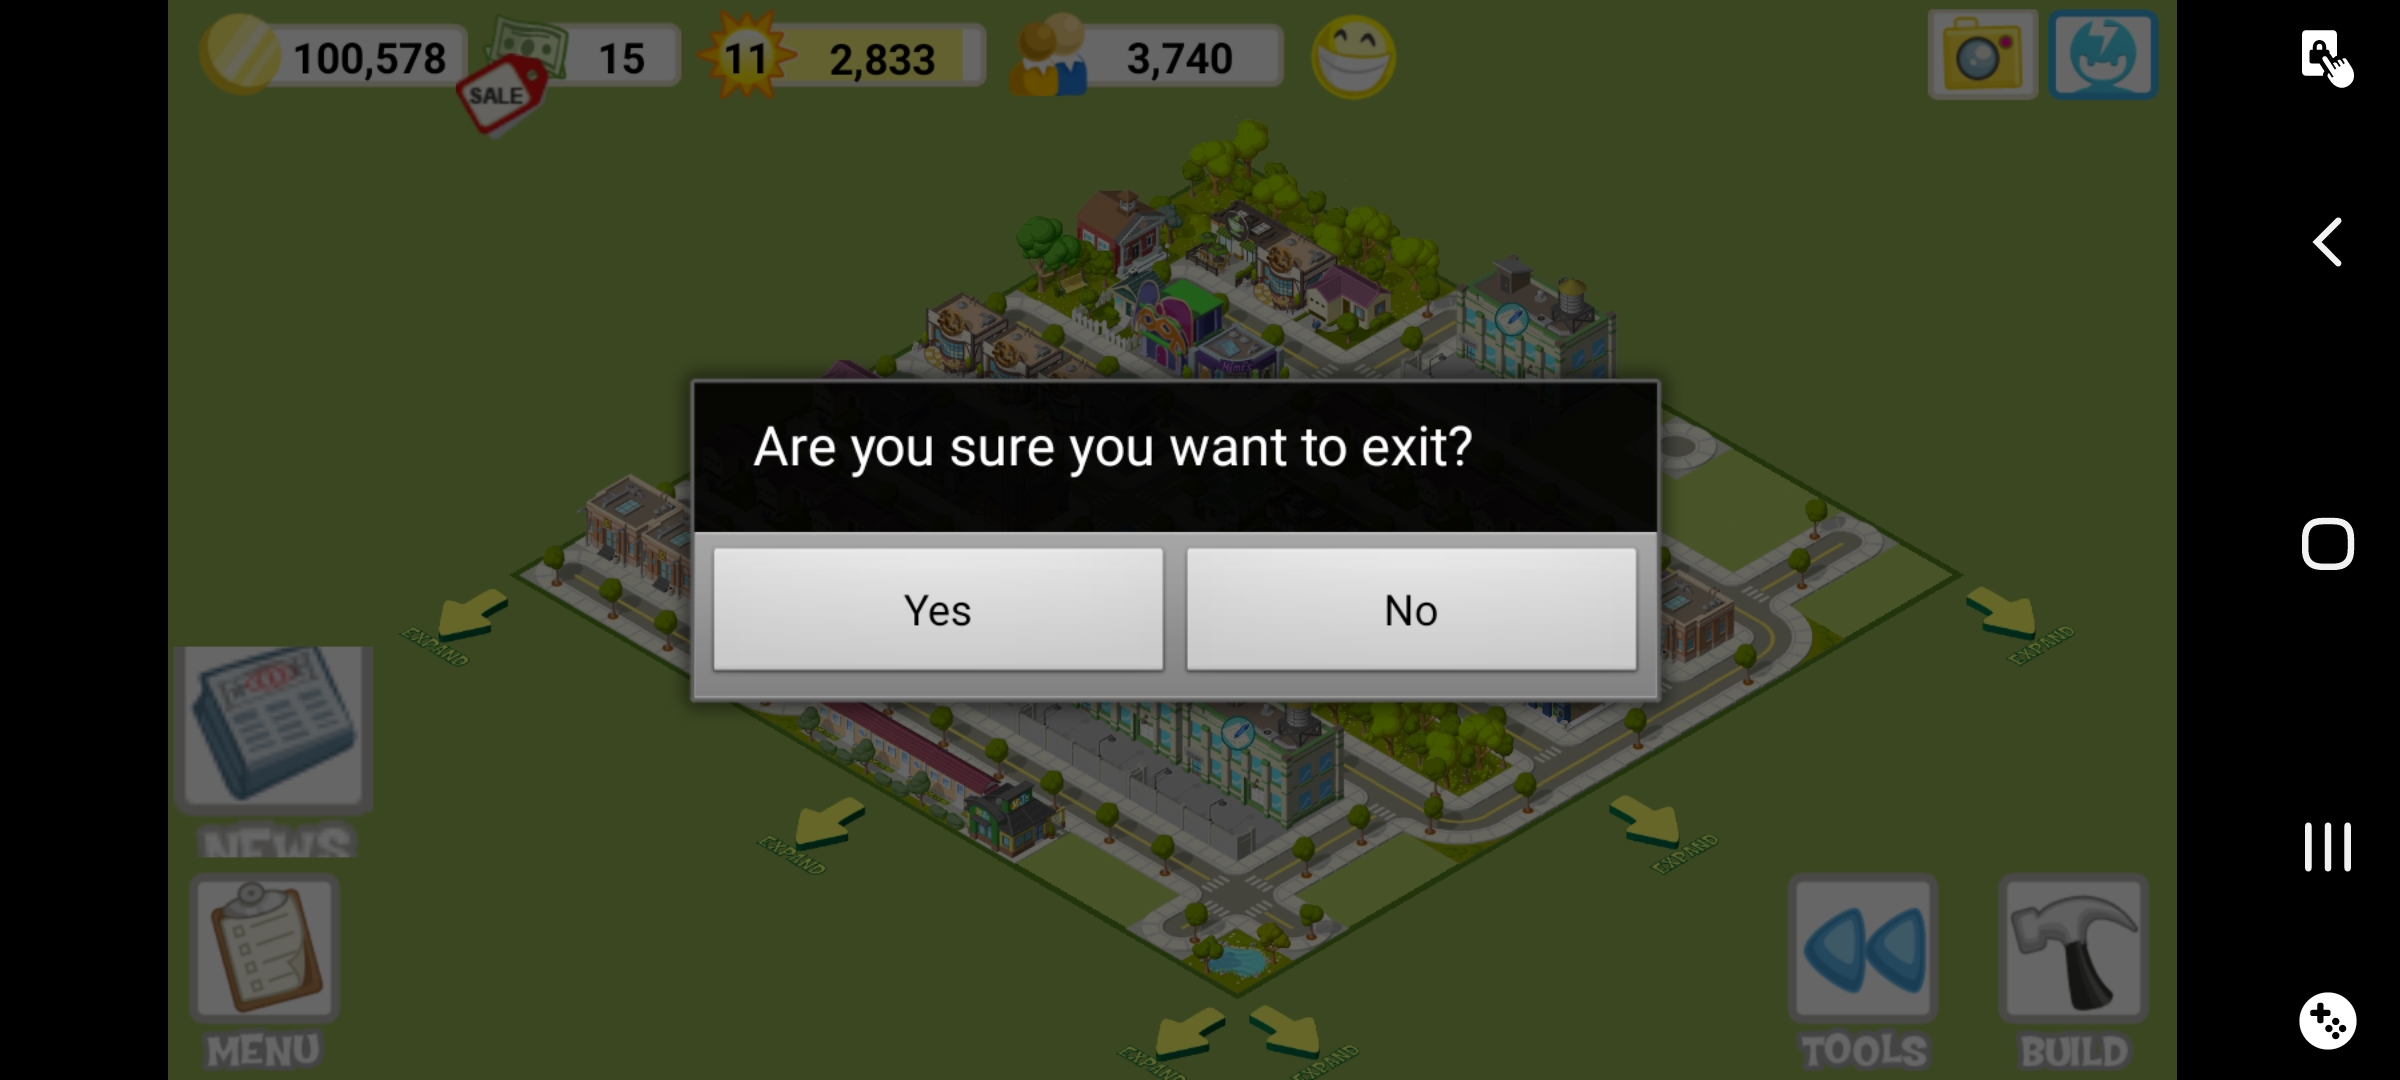 100,578
SALE
15
11
2,833
3,740
Are you sure you want to exit?
Yes
No
EXPAND
EXPAND
EXPAND
EXPAND
EXPAND
EXPAND
NEWS
MENU
TOOLS
BUILD